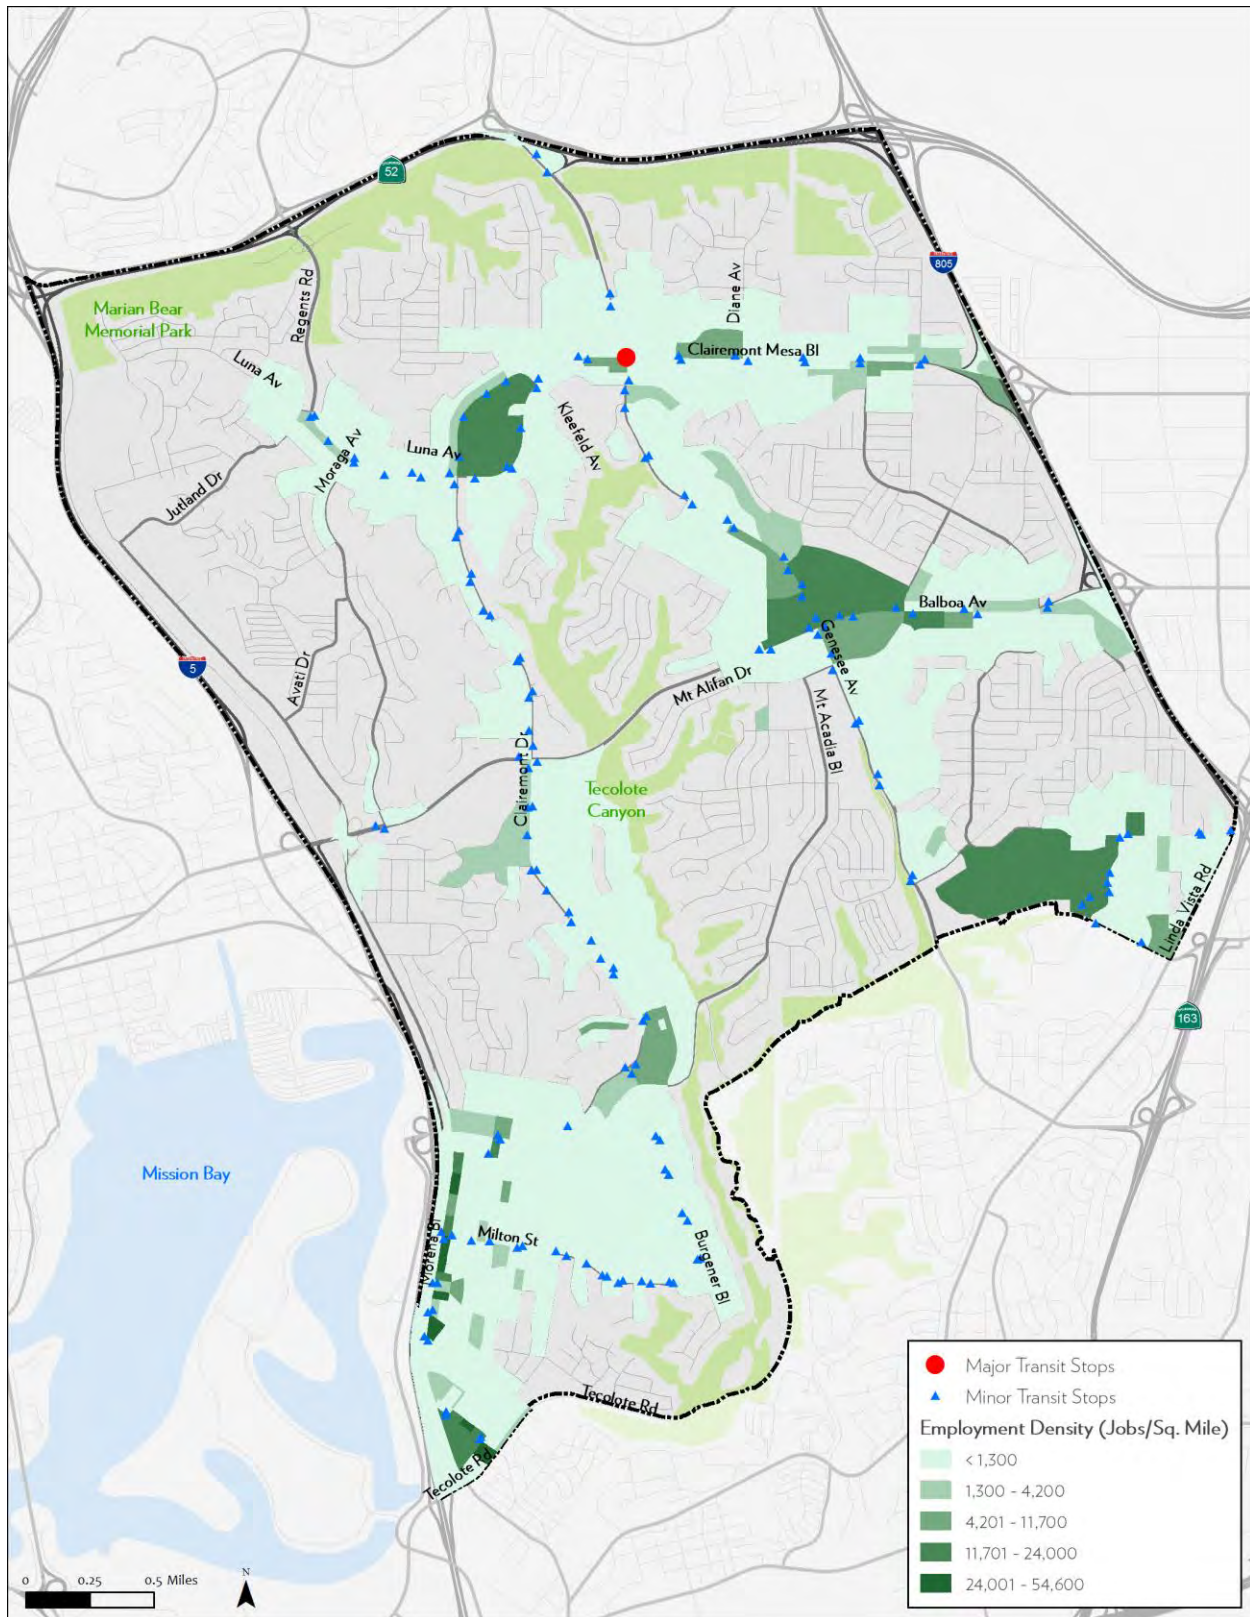 52
805
Marian Bear
Memorial Park
Regents Rd
Diane Av
Clairemont Mesa Bl
Luna Av
Kleefeld Av
Luna Av
Moraga Av
Jutland Dr
Balboa Av
Genesee Av
5
Avati Dr
Mt Alifan Dr
Mt Acadia Bl
Clairemont Dr
Tecolote
Canyon
Linda Vista Rd
163
Mission Bay
Milton St
Morena Bl
Burgener Bl
Tecolote Rd
Tecolote Rd
Major Transit Stops
Minor Transit Stops
Employment Density (Jobs/Sq. Mile)
< 1,300
1,300 - 4,200
4,201 - 11,700
11,701 - 24,000
24,001 - 54,600
0 0.25 0.5 Miles
N